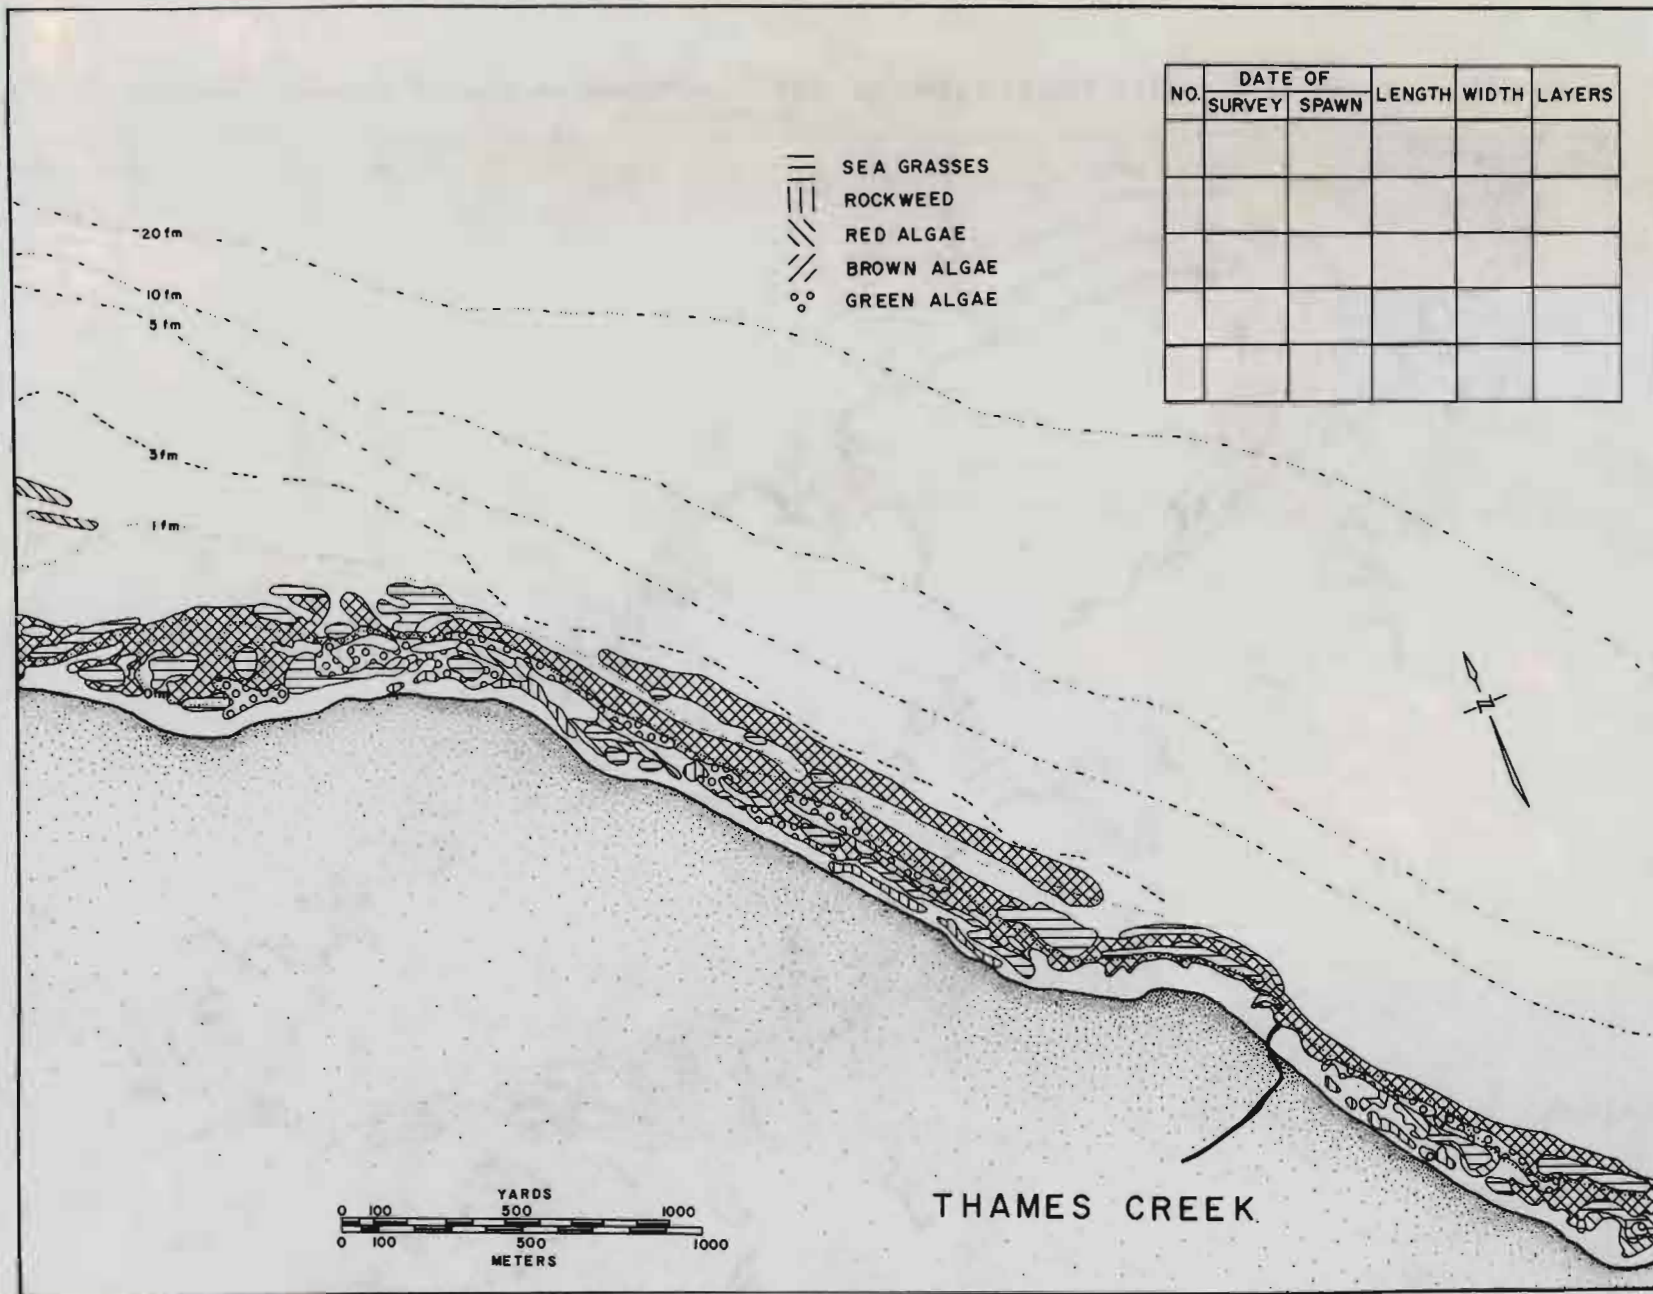 NO. DATE OF LENGTH WIDTH LAYERS
SURVEY SPAWN
SEA GRASSES
ROCKWEED
RED ALGAE
BROWN ALGAE
GREEN ALGAE
20 fm
10 fm
5 fm
3 fm
1 fm
N
THAMES CREEK
YARDS
0 100 500 1000
0 100 500 1000
METERS